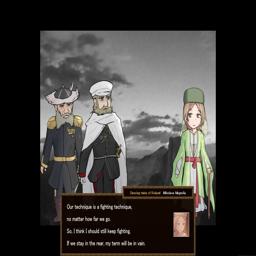 Our technique is a fighting technique,
no matter how far we go.
So, I think I should still keep fighting.
If we stay in the rear, my term will be in vain.